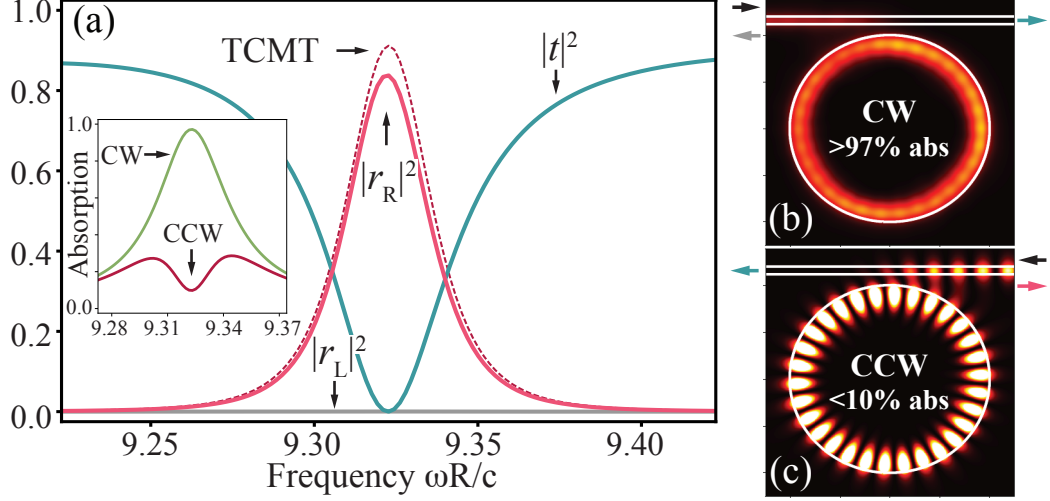 (a)
1.0
0.8
0.6
0.4
0.2
0.0
TCMT
|t|²
|r_R|²
|r_L|²
9.25
9.30
9.35
9.40
Frequency ωR/c
Absorption
1.0
0.0
CW
CCW
9.28
9.31
9.34
9.37
CW
>97% abs
(b)
CCW
<10% abs
(c)